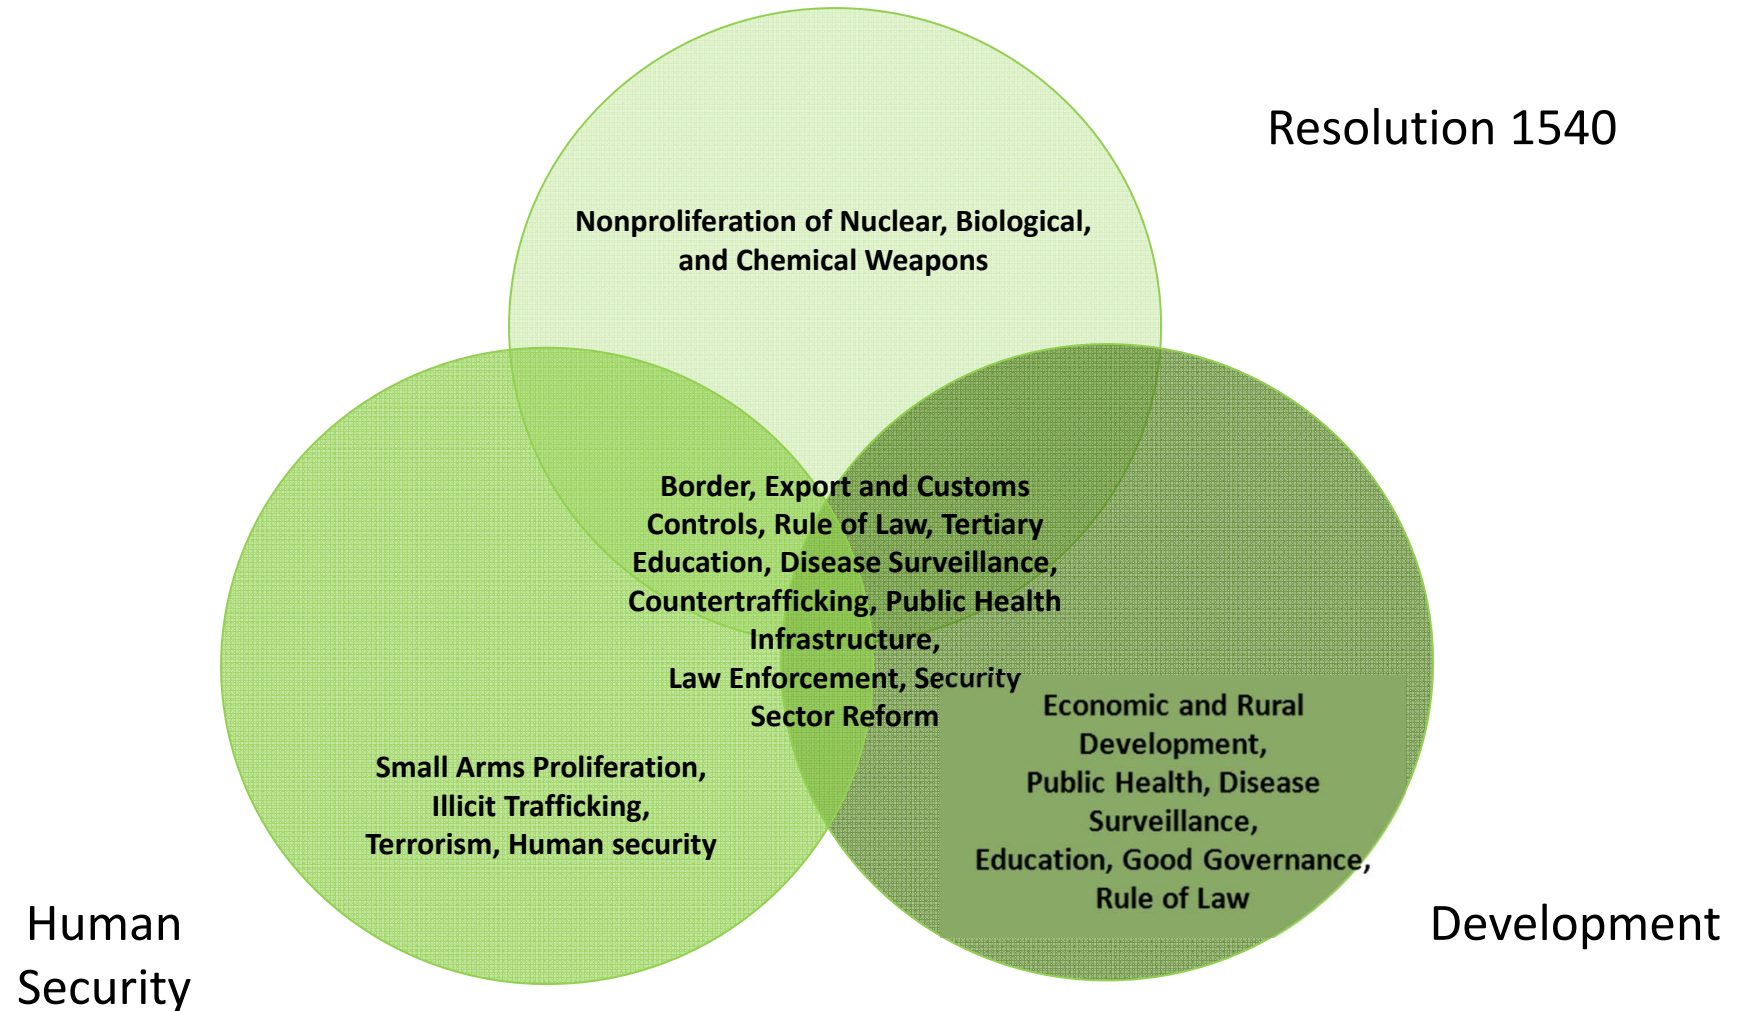 Resolution 1540
Nonproliferation of Nuclear, Biological,
and Chemical Weapons
Border, Export and Customs
Controls, Rule of Law, Tertiary
Education, Disease Surveillance,
Countertrafficking, Public Health
Infrastructure,
Law Enforcement, Security
Sector Reform
Economic and Rural
Development,
Public Health, Disease
Surveillance,
Education, Good Governance,
Rule of Law
Small Arms Proliferation,
Illicit Trafficking,
Terrorism, Human security
Human
Security
Development